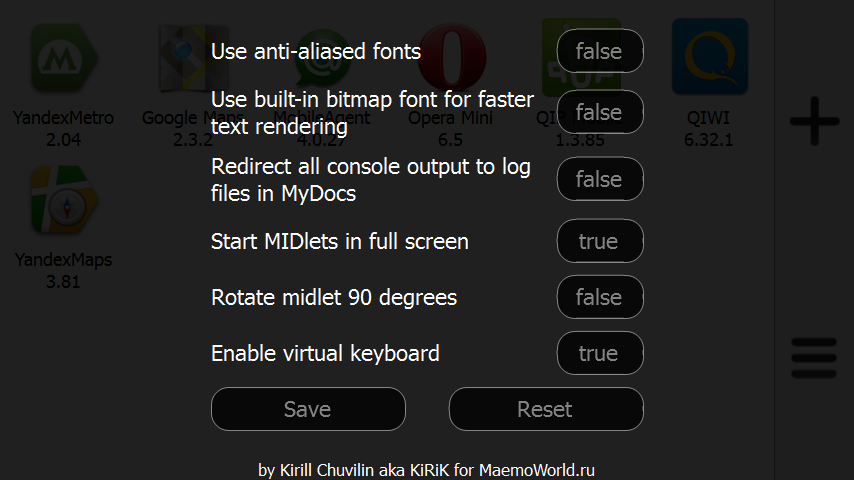 Use anti-aliased fonts
false
Use built-in bitmap font for faster
text rendering
false
Redirect all console output to log
files in MyDocs
false
Start MIDlets in full screen
true
Rotate midlet 90 degrees
false
Enable virtual keyboard
true
Save
Reset
by Kirill Chuvilin aka KiRiK for MaemoWorld.ru
YandexMetro
2.04
Google Maps
2.3.2
MobileAgent
4.0.27
Opera Mini
6.5
QIP
1.3.85
QIWI
6.32.1
YandexMaps
3.81